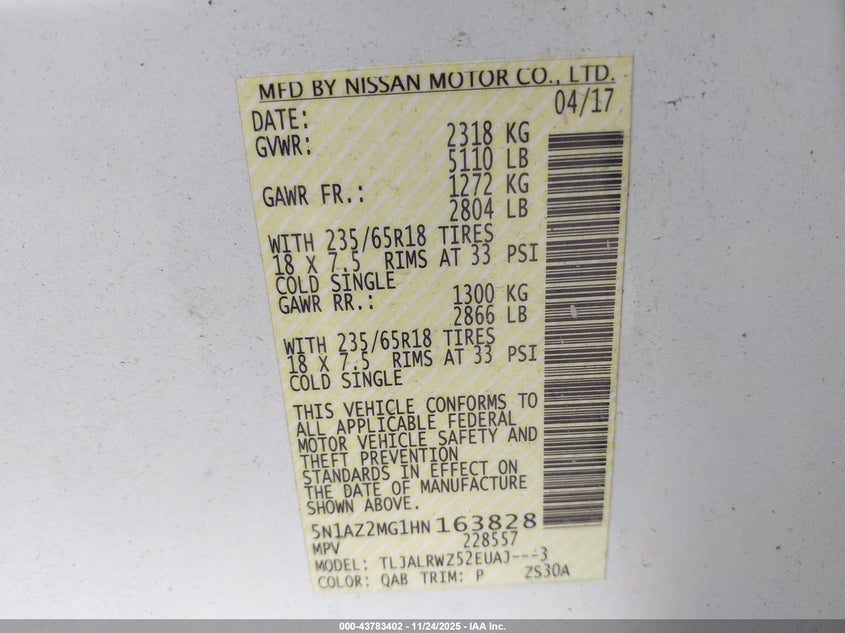 MFD BY NISSAN MOTOR CO., LTD.
DATE: 04/17
GVWR: 2318 KG
5110 LB
GAWR FR.: 1272 KG
2804 LB
WITH 235/65R18 TIRES
18 X 7.5 RIMS AT 33 PSI
COLD SINGLE
GAWR RR.: 1300 KG
2866 LB
WITH 235/65R18 TIRES
18 X 7.5 RIMS AT 33 PSI
COLD SINGLE
THIS VEHICLE CONFORMS TO
ALL APPLICABLE FEDERAL
MOTOR VEHICLE SAFETY AND
THEFT PREVENTION
STANDARDS IN EFFECT ON
THE DATE OF MANUFACTURE
SHOWN ABOVE.
5N1AZ2MG1HN163828
MPV 228557
MODEL: TLJALRWZ52EUAJ---3
COLOR: QAB TRIM: P ZS30A
000-43783402 - 11/24/2025 - IAA Inc.